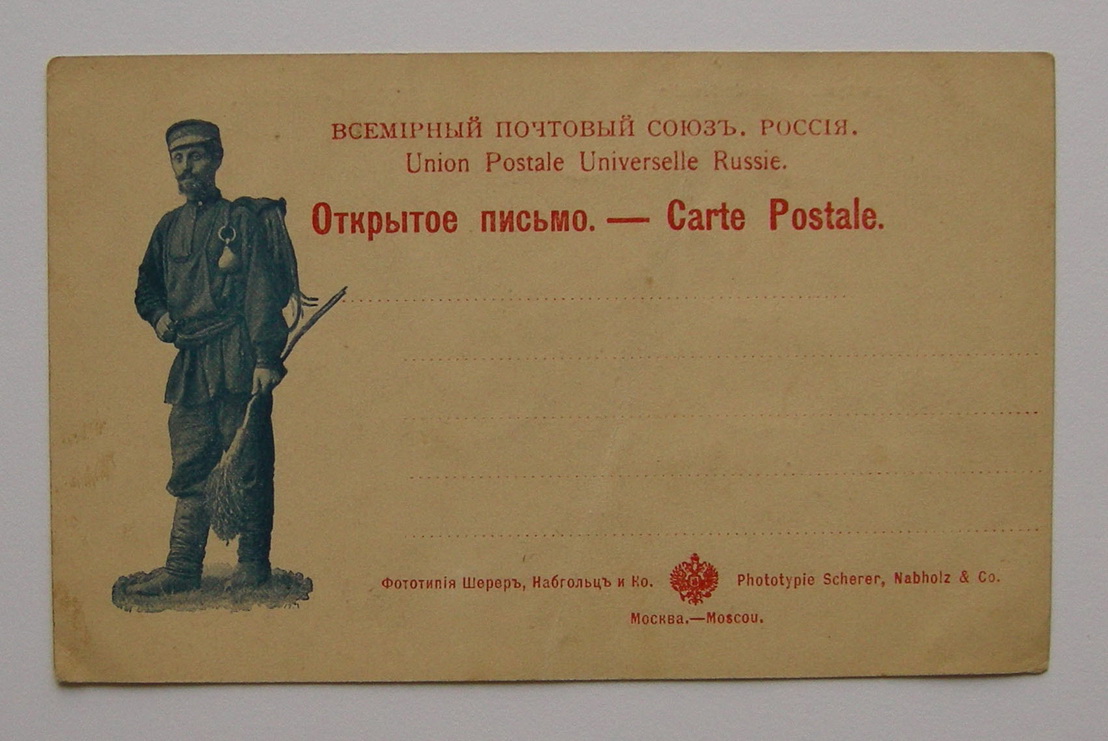 ВСЕМІРНЫЙ ПОЧТОВЫЙ СОЮЗЪ. РОССІЯ.
Union Postale Universelle Russie.
Открытое письмо. — Carte Postale.
Фототипія Шереръ, Набгольцъ и Ко. Phototypie Scherer, Nabholz & Co.
Москва.—Moscou.